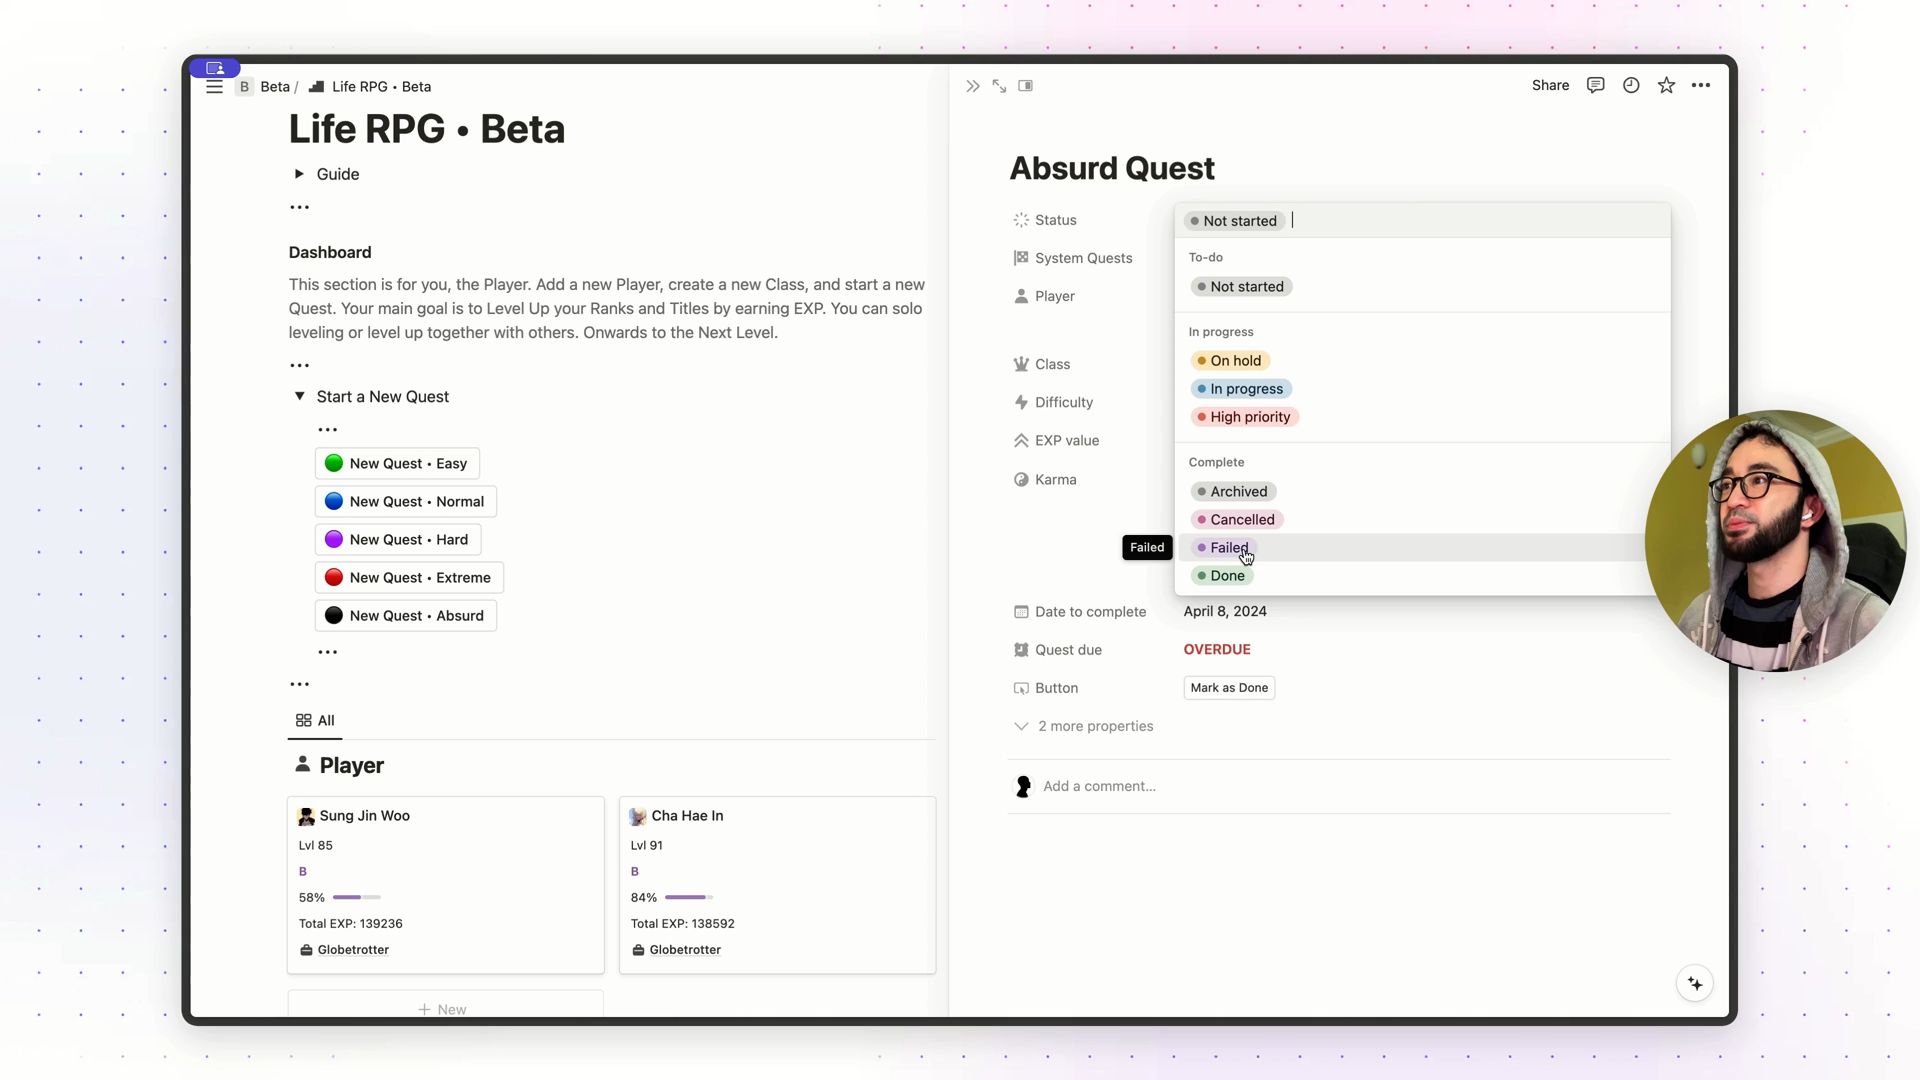 B Beta / Life RPG • Beta
Life RPG • Beta
Guide
Dashboard
This section is for you, the Player. Add a new Player, create a new Class, and start a new
Quest. Your main goal is to Level Up your Ranks and Titles by earning EXP. You can solo
leveling or level up together with others. Onwards to the Next Level.
Start a New Quest
New Quest • Easy
New Quest • Normal
New Quest • Hard
New Quest • Extreme
New Quest • Absurd
All
Player
Sung Jin Woo
Lvl 85
B
58%
Total EXP: 139236
Globetrotter
Cha Hae In
Lvl 91
B
84%
Total EXP: 138592
Globetrotter
+ New
Share
Absurd Quest
Status
Not started
System Quests
Player
Class
Difficulty
EXP value
Karma
To-do
Not started
In progress
On hold
In progress
High priority
Complete
Archived
Cancelled
Failed
Failed
Done
Date to complete April 8, 2024
Quest due OVERDUE
Button Mark as Done
2 more properties
Add a comment...